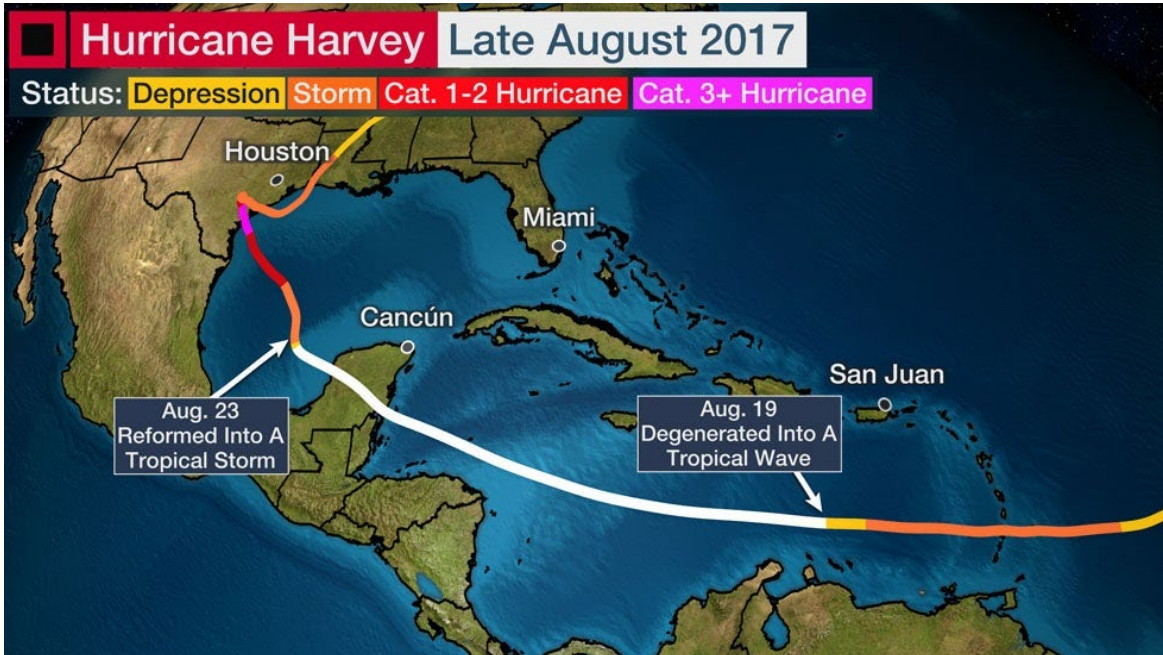 Hurricane Harvey Late August 2017
Status: Depression Storm Cat. 1-2 Hurricane Cat. 3+ Hurricane
Houston
Miami
Cancún
San Juan
Aug. 23
Reformed Into A
Tropical Storm
Aug. 19
Degenerated Into A
Tropical Wave